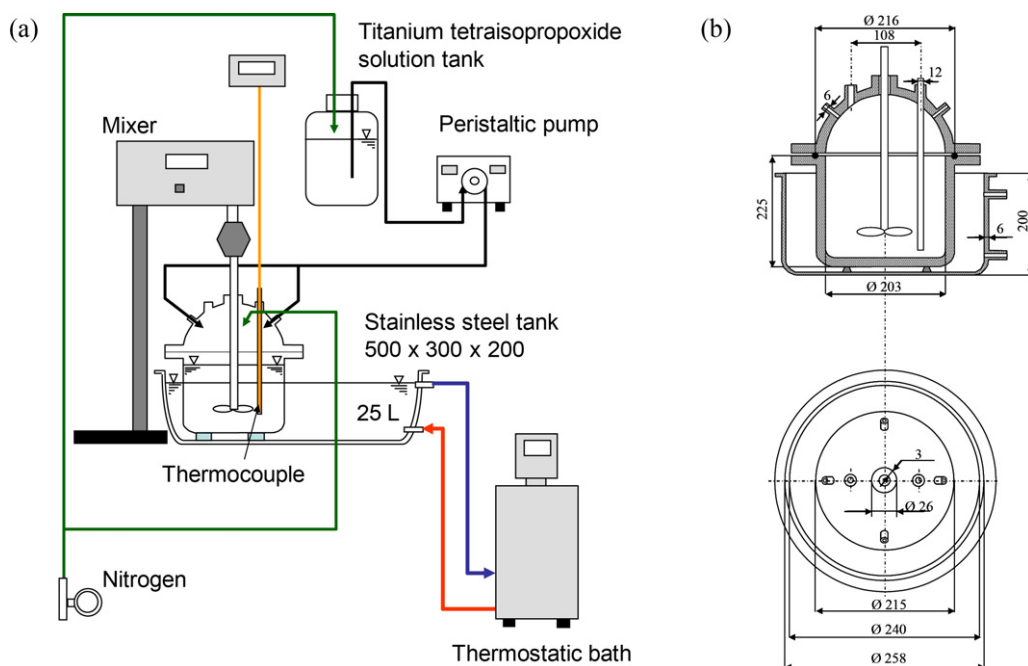 (a)
Titanium tetraisopropoxide
solution tank
Mixer
Peristaltic pump
Stainless steel tank
500 x 300 x 200
25 L
Thermocouple
Nitrogen
Thermostatic bath
(b)
Ø 216
108
12
6
225
200
6
Ø 203
3
Ø 26
Ø 215
Ø 240
Ø 258